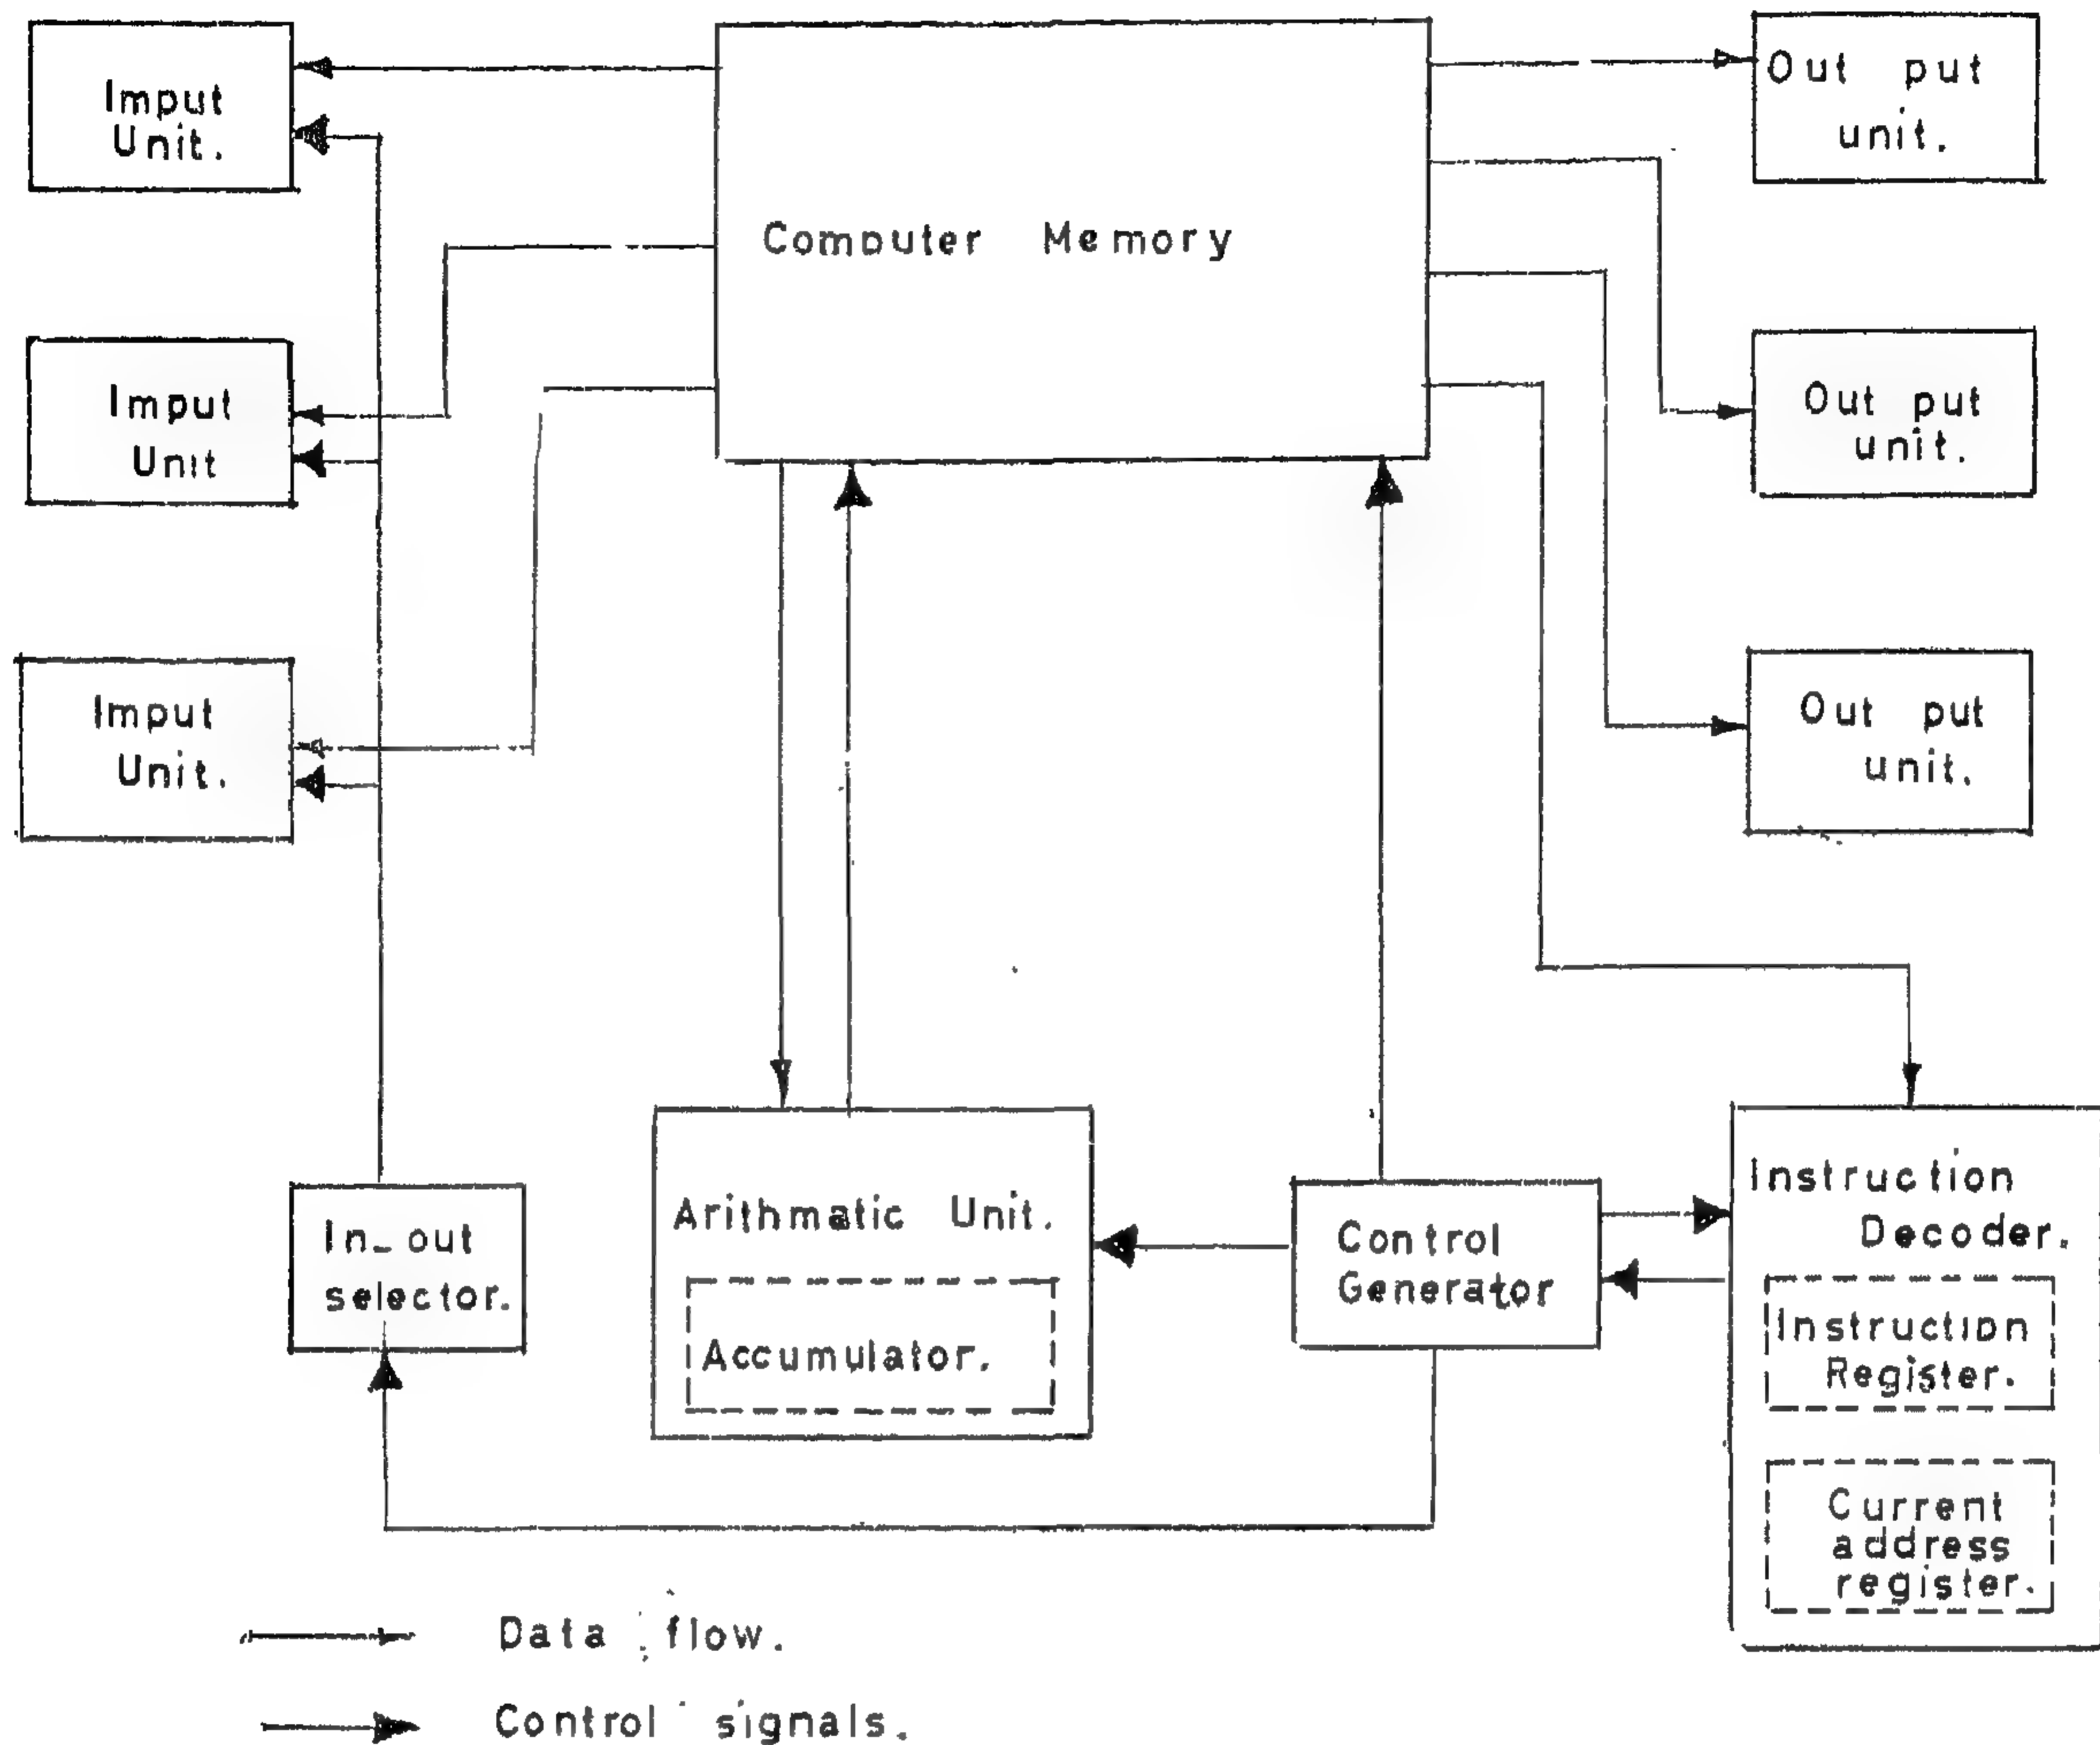 Imput
Unit.
Computer Memory
Out put
unit.
Imput
Unit
Out put
unit.
Imput
Unit.
Out put
unit.
In_out
selector.
Arithmatic Unit.
Accumulator.
Control
Generator
Instruction
Decoder.
Instruction
Register.
Current
address
register.
Data flow.
Control signals.